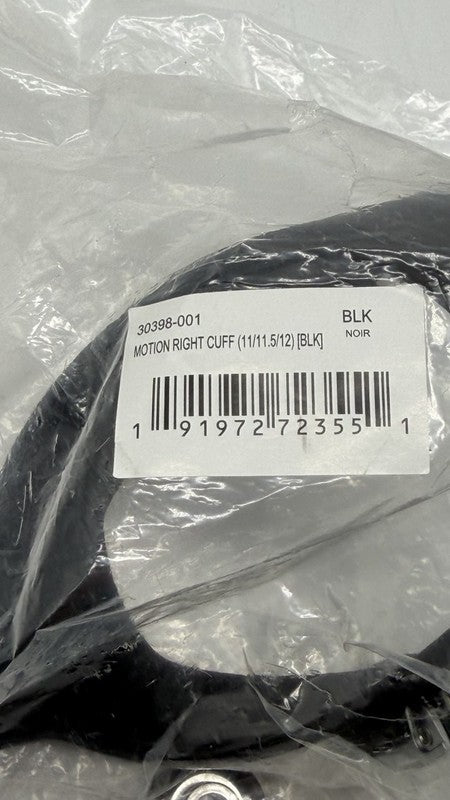 30398-001 BLK
MOTION RIGHT CUFF (11/11.5/12) [BLK] NOIR
1 91972 72355 1